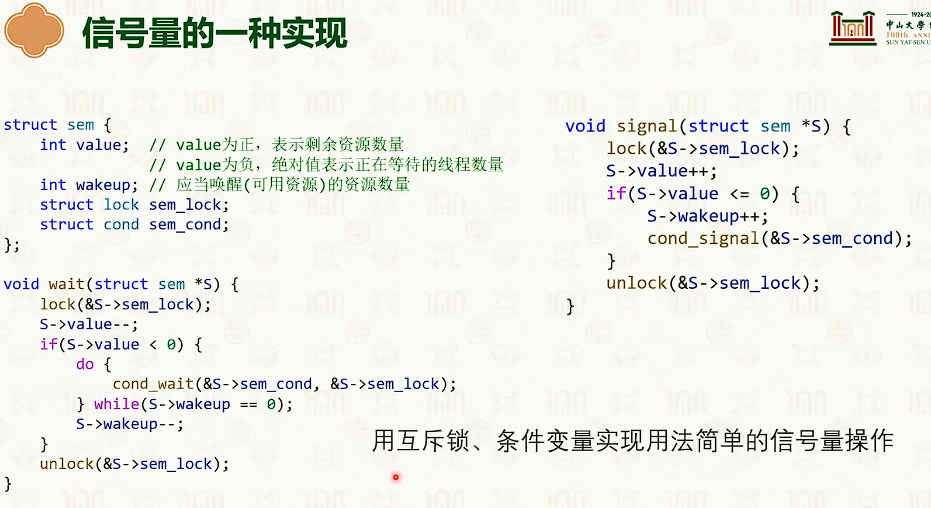 信号量的一种实现
1924-20
中山大學
100th ANNI
SUN YAT-SEN U
struct sem {
    int value;  // value为正，表示剩余资源数量
                // value为负，绝对值表示正在等待的线程数量
    int wakeup; // 应当唤醒(可用资源)的资源数量
    struct lock sem_lock;
    struct cond sem_cond;
};
void wait(struct sem *S) {
    lock(&S->sem_lock);
    S->value--;
    if(S->value < 0) {
        do {
            cond_wait(&S->sem_cond, &S->sem_lock);
        } while(S->wakeup == 0);
        S->wakeup--;
    }
    unlock(&S->sem_lock);
}
void signal(struct sem *S) {
    lock(&S->sem_lock);
    S->value++;
    if(S->value <= 0) {
        S->wakeup++;
        cond_signal(&S->sem_cond);
    }
    unlock(&S->sem_lock);
}
用互斥锁、条件变量实现用法简单的信号量操作